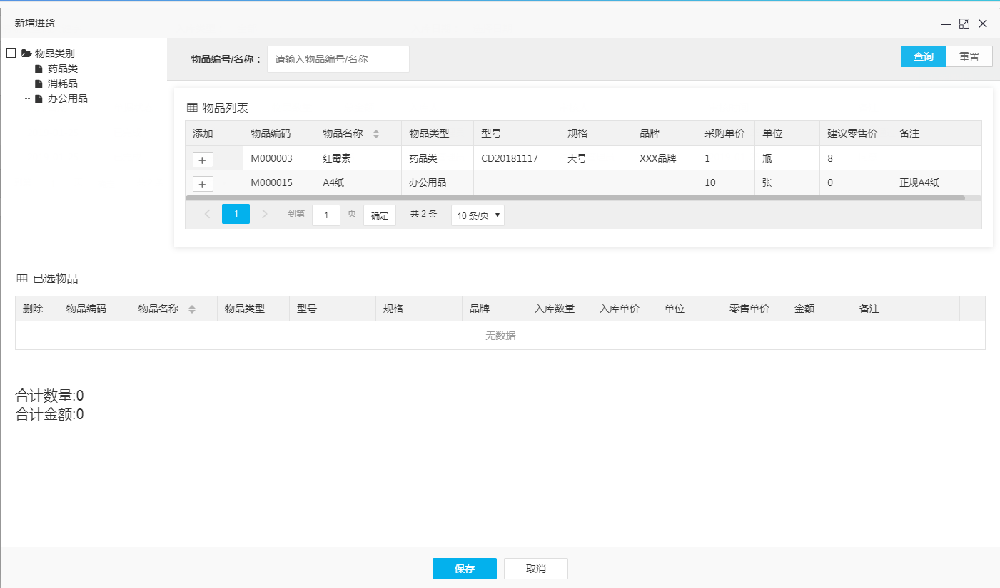 新增进货
物品类别
药品类
消耗品
办公用品
物品编号/名称： 请输入物品编号/名称 查询 重置
物品列表
添加 物品编码 物品名称 物品类型 型号 规格 品牌 采购单价 单位 建议零售价 备注
+ M000003 红霉素 药品类 CD20181117 大号 XXX品牌 1 瓶 8
+ M000015 A4纸 办公用品 10 张 0 正规A4纸
1 到第 1 页 确定 共 2 条 10 条/页
已选物品
删除 物品编码 物品名称 物品类型 型号 规格 品牌 入库数量 入库单价 单位 零售单价 金额 备注
无数据
合计数量:0
合计金额:0
保存 取消